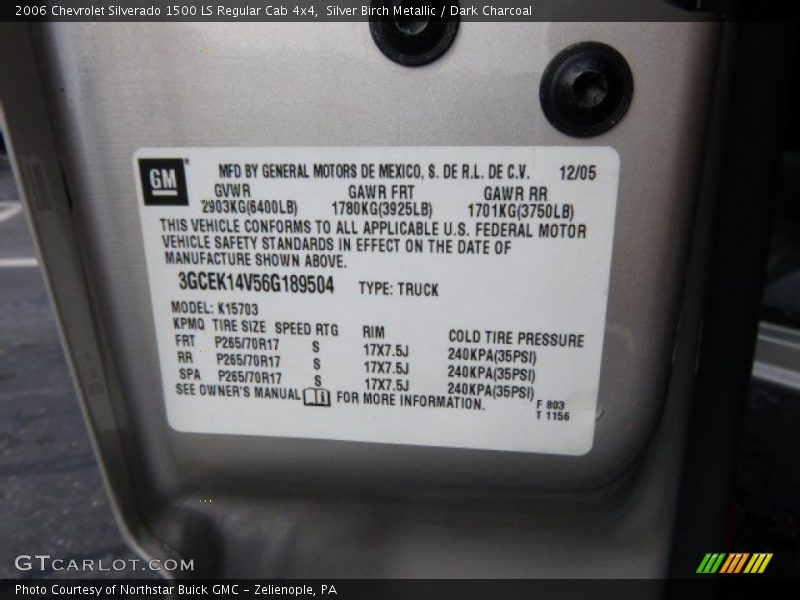 2006 Chevrolet Silverado 1500 LS Regular Cab 4x4,  Silver Birch Metallic / Dark Charcoal
GM
MFD BY GENERAL MOTORS DE MEXICO, S. DE R.L. DE C.V. 12/05
GVWR GAWR FRT GAWR RR
2903KG(6400LB) 1780KG(3925LB) 1701KG(3750LB)
THIS VEHICLE CONFORMS TO ALL APPLICABLE U.S. FEDERAL MOTOR
VEHICLE SAFETY STANDARDS IN EFFECT ON THE DATE OF
MANUFACTURE SHOWN ABOVE.
3GCEK14V56G189504 TYPE: TRUCK
MODEL: K15703
KPMQ TIRE SIZE SPEED RTG RIM COLD TIRE PRESSURE
FRT P265/70R17 S 17X7.5J 240KPA(35PSI)
RR P265/70R17 S 17X7.5J 240KPA(35PSI)
SPA P265/70R17 S 17X7.5J 240KPA(35PSI)
SEE OWNER'S MANUAL FOR MORE INFORMATION.
F 803
T 1156
GTCARLOT.COM
Photo Courtesy of Northstar Buick GMC – Zelienople, PA